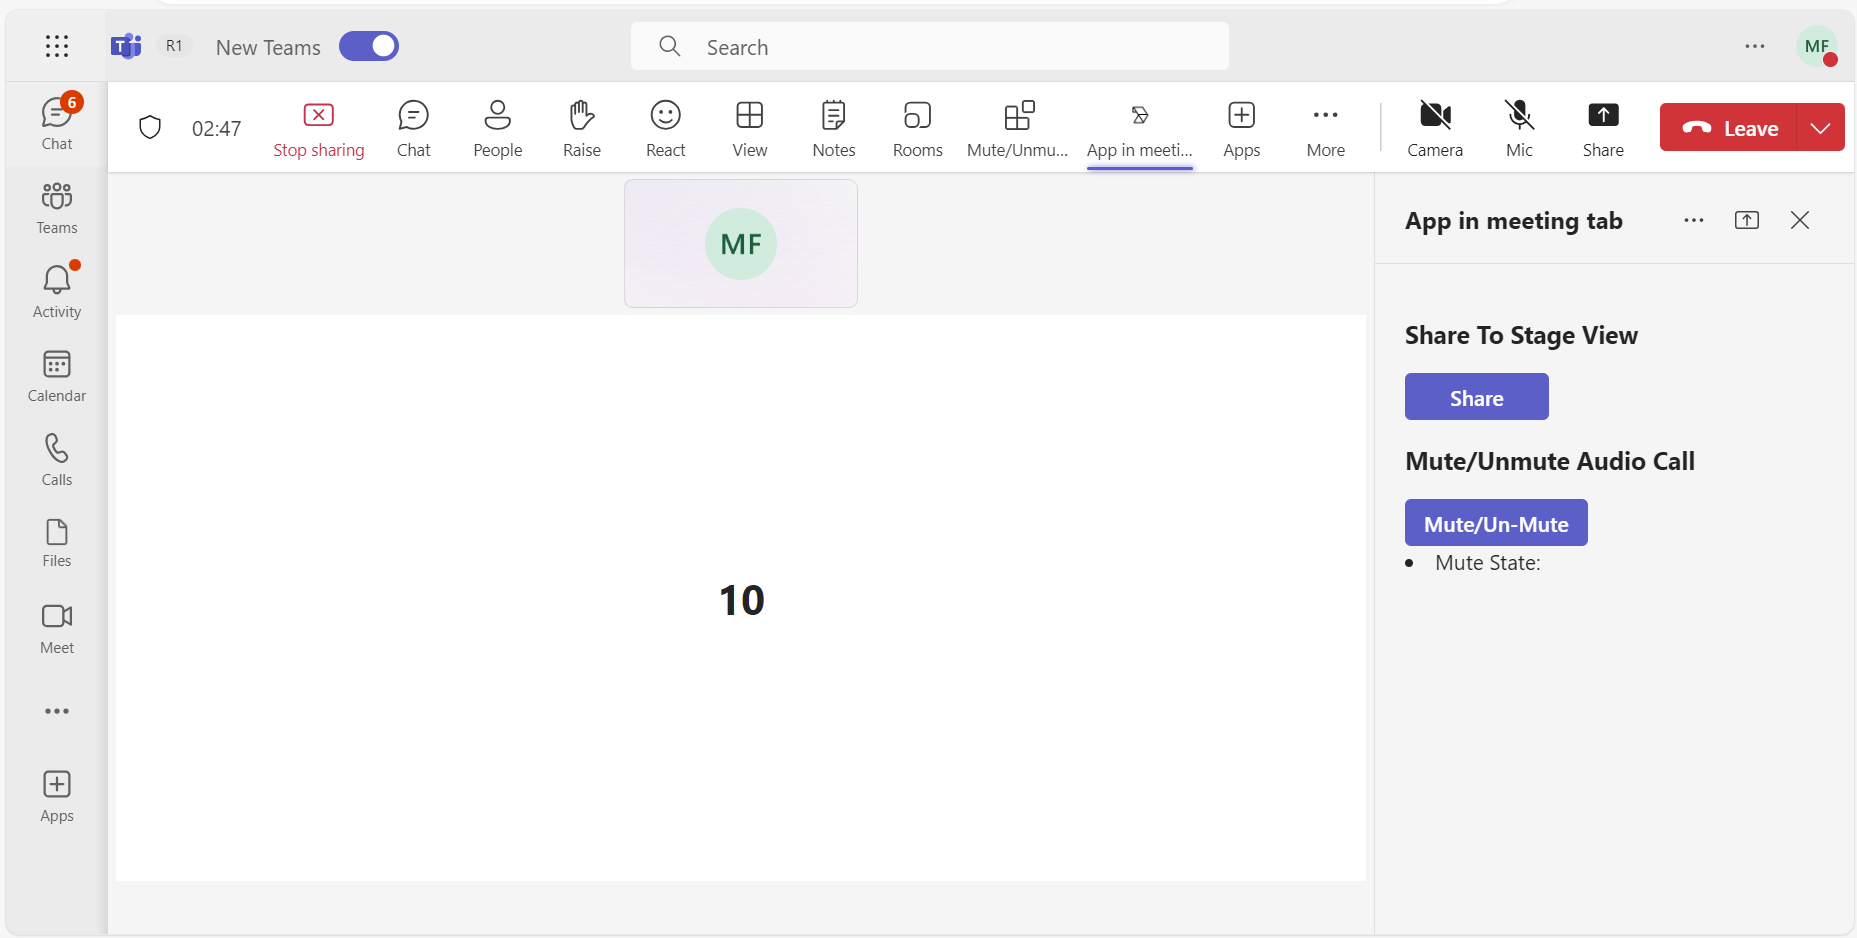 R1
New Teams
Search
MF
6
Chat
Teams
Activity
Calendar
Calls
Files
Meet
Apps
02:47
Stop sharing
Chat
People
Raise
React
View
Notes
Rooms
Mute/Unmu...
App in meeti...
Apps
More
Camera
Mic
Share
Leave
MF
10
App in meeting tab
Share To Stage View
Share
Mute/Unmute Audio Call
Mute/Un-Mute
• Mute State: